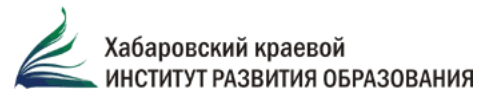 Хабаровский краевой
ИНСТИТУТ РАЗВИТИЯ ОБРАЗОВАНИЯ